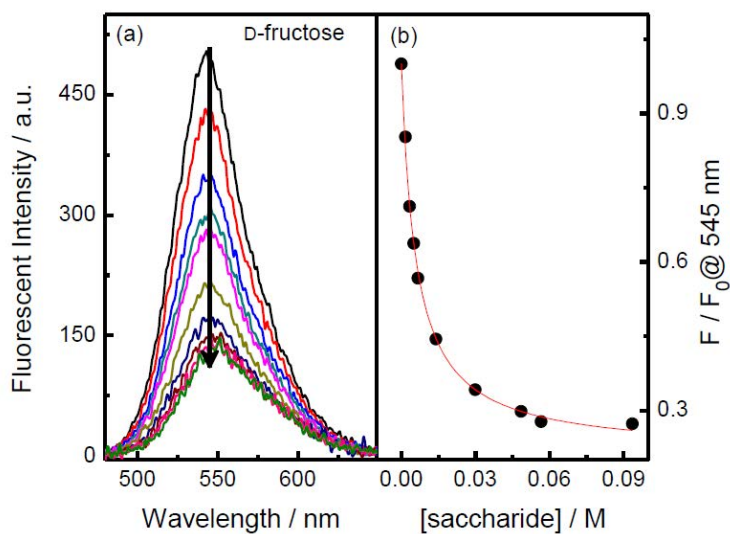 (a)
D-fructose
450
300
150
0
500
550
600
Fluorescent Intensity / a.u.
Wavelength / nm
(b)
0.9
0.6
0.3
0.00
0.03
0.06
0.09
F / F0@ 545 nm
[saccharide] / M